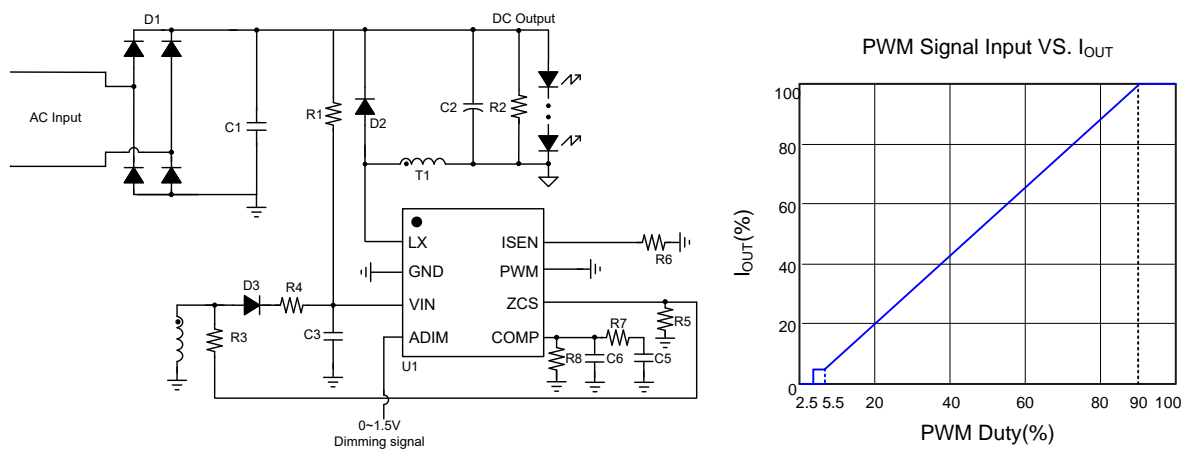 D1
DC Output
AC Input
C1
R1
D2
C2
R2
T1
LX
ISEN
R6
GND
PWM
D3
R4
VIN
ZCS
R3
C3
ADIM
COMP
R7
R5
R8
C6
C5
U1
0~1.5V
Dimming signal
PWM Signal Input VS. IOUT
100
80
60
40
20
0
IOUT(%)
2.5 5.5 20 40 60 80 90 100
PWM Duty(%)